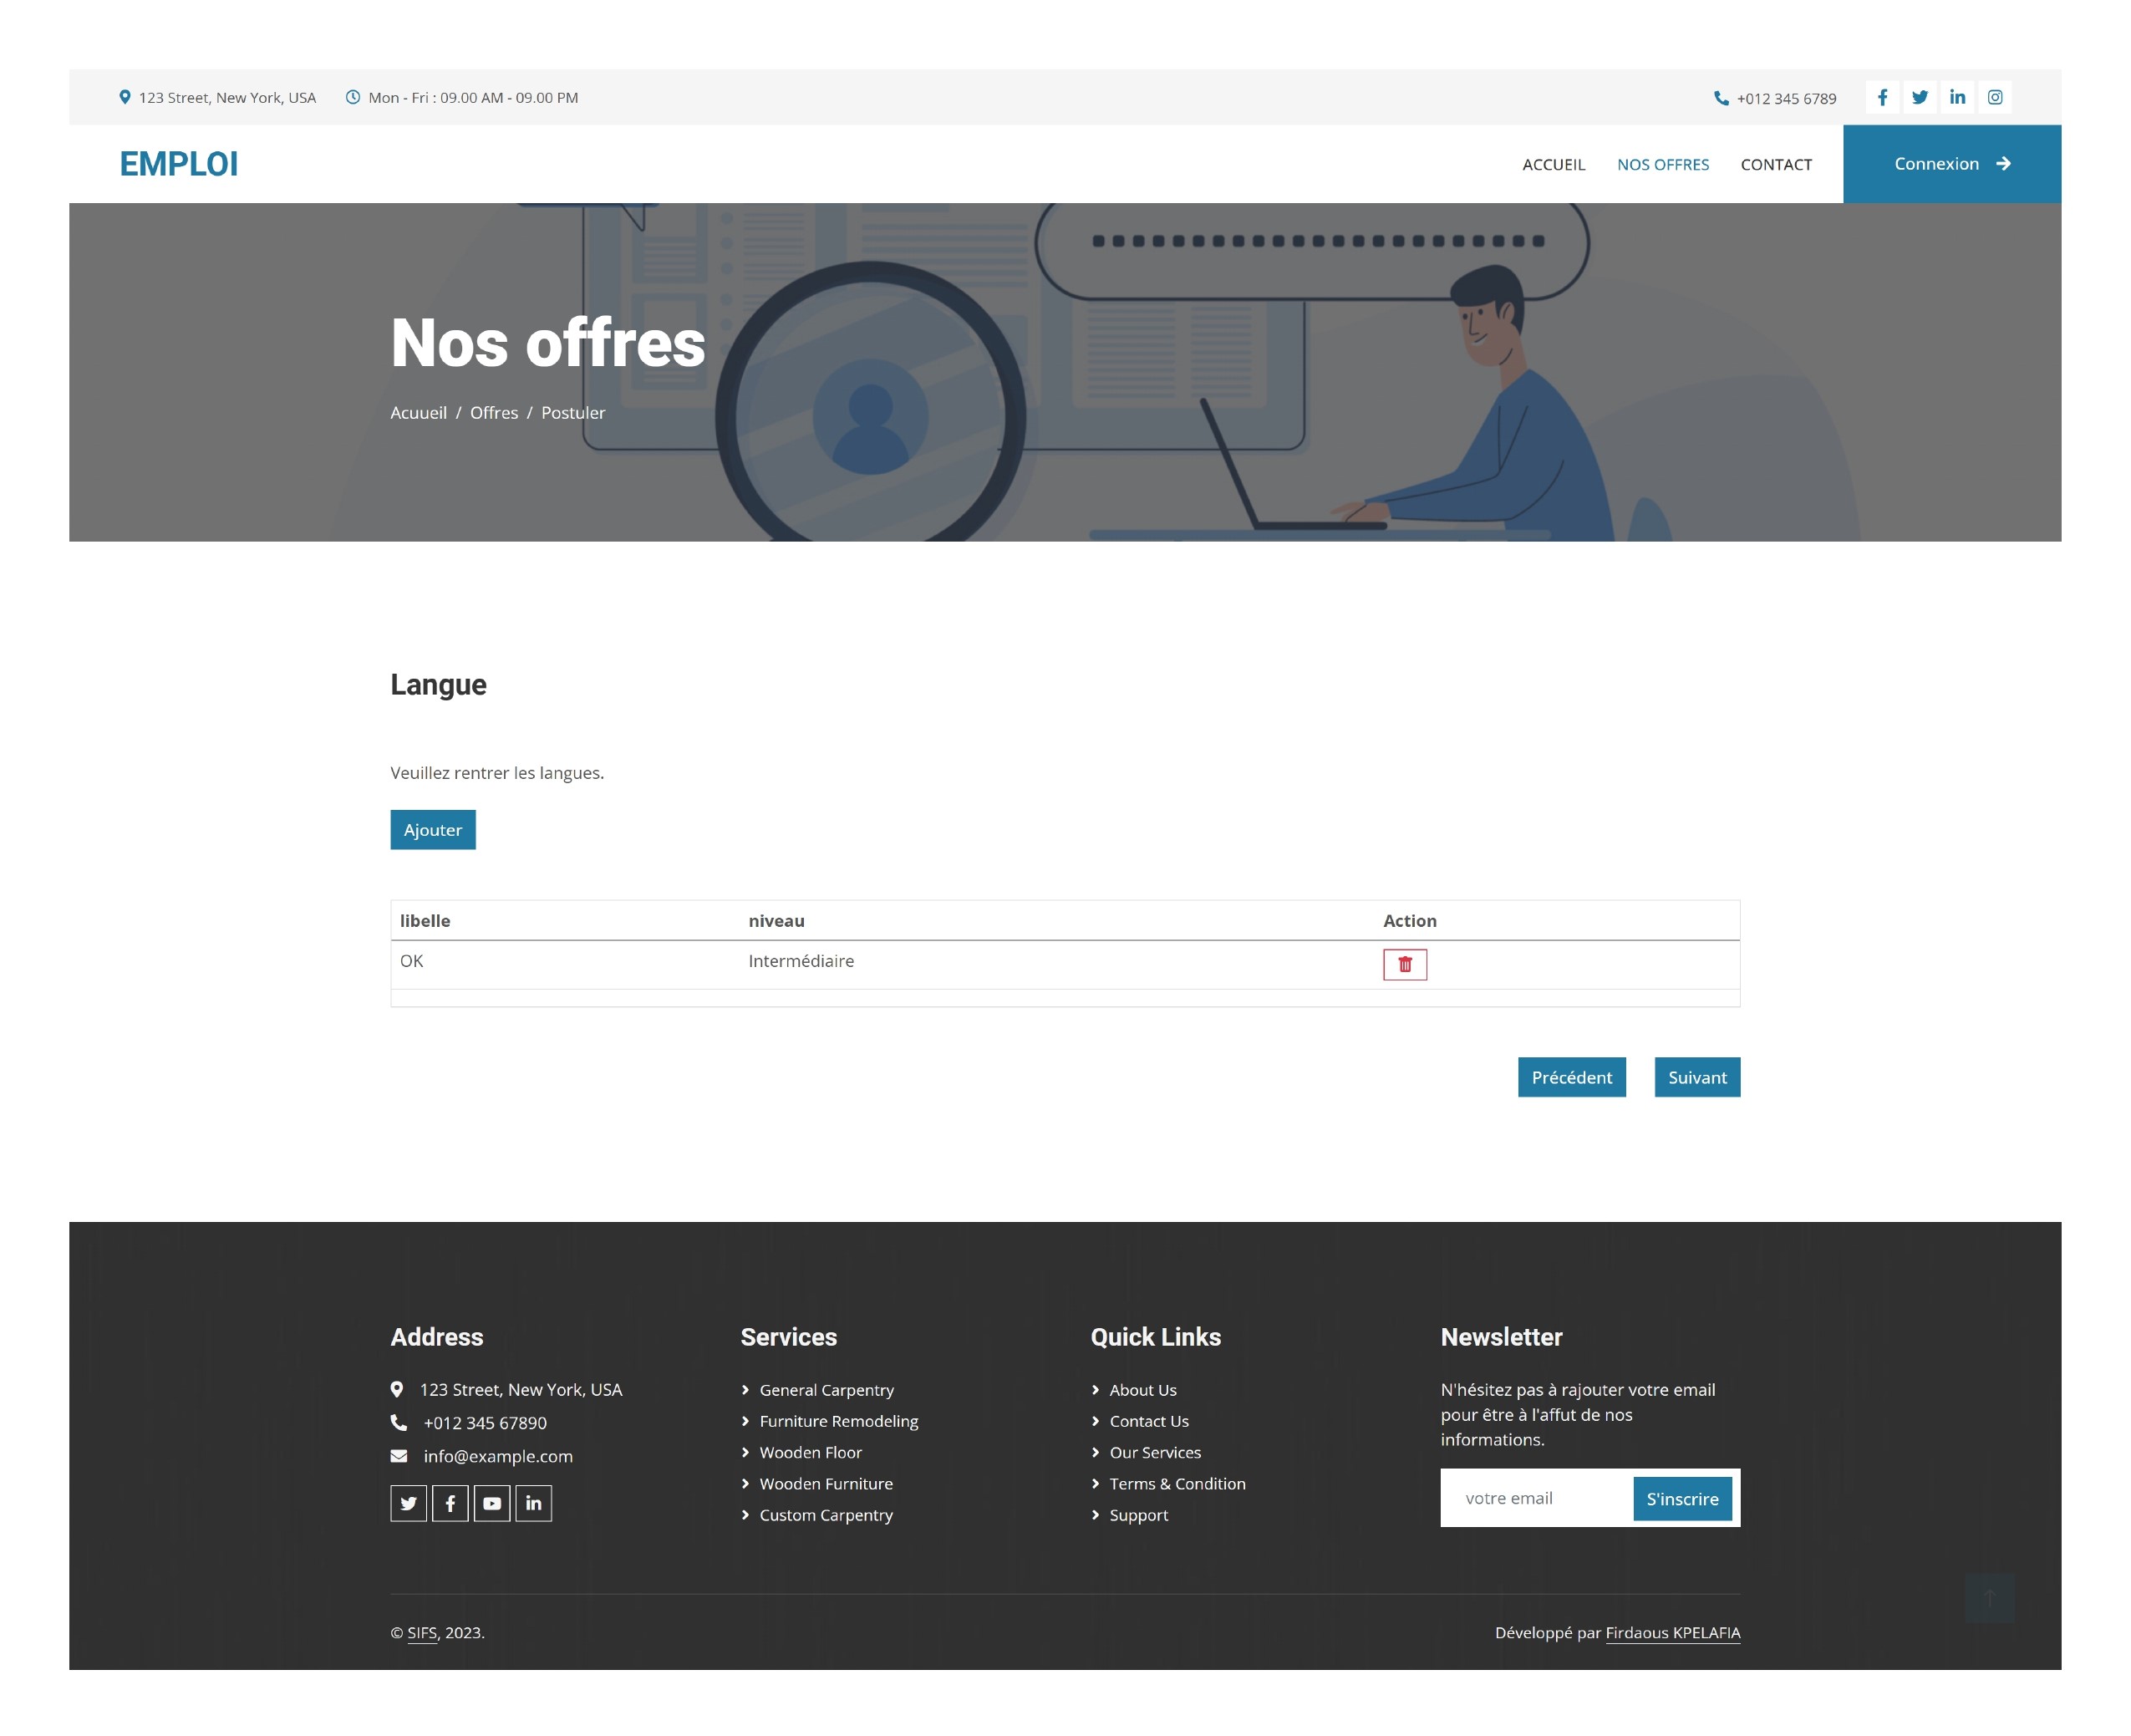 123 Street, New York, USA Mon - Fri : 09.00 AM - 09.00 PM +012 345 6789
EMPLOI ACCUEIL NOS OFFRES CONTACT Connexion
Nos offres
Acuueil / Offres / Postuler
Langue
Veuillez rentrer les langues.
Ajouter
libelle niveau Action
OK Intermédiaire
Précédent Suivant
Address
123 Street, New York, USA
+012 345 67890
info@example.com
Services
General Carpentry
Furniture Remodeling
Wooden Floor
Wooden Furniture
Custom Carpentry
Quick Links
About Us
Contact Us
Our Services
Terms & Condition
Support
Newsletter
N'hésitez pas à rajouter votre email
pour être à l'affut de nos
informations.
votre email S'inscrire
© SIFS, 2023. Développé par Firdaous KPELAFIA